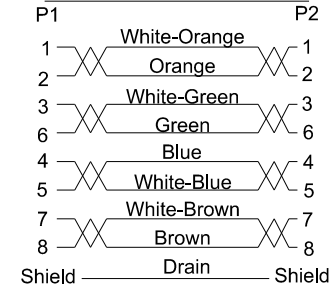 P1 P2
1 White-Orange 1
2 Orange 2
3 White-Green 3
6 Green 6
4 Blue 4
5 White-Blue 5
7 White-Brown 7
8 Brown 8
Shield Drain Shield